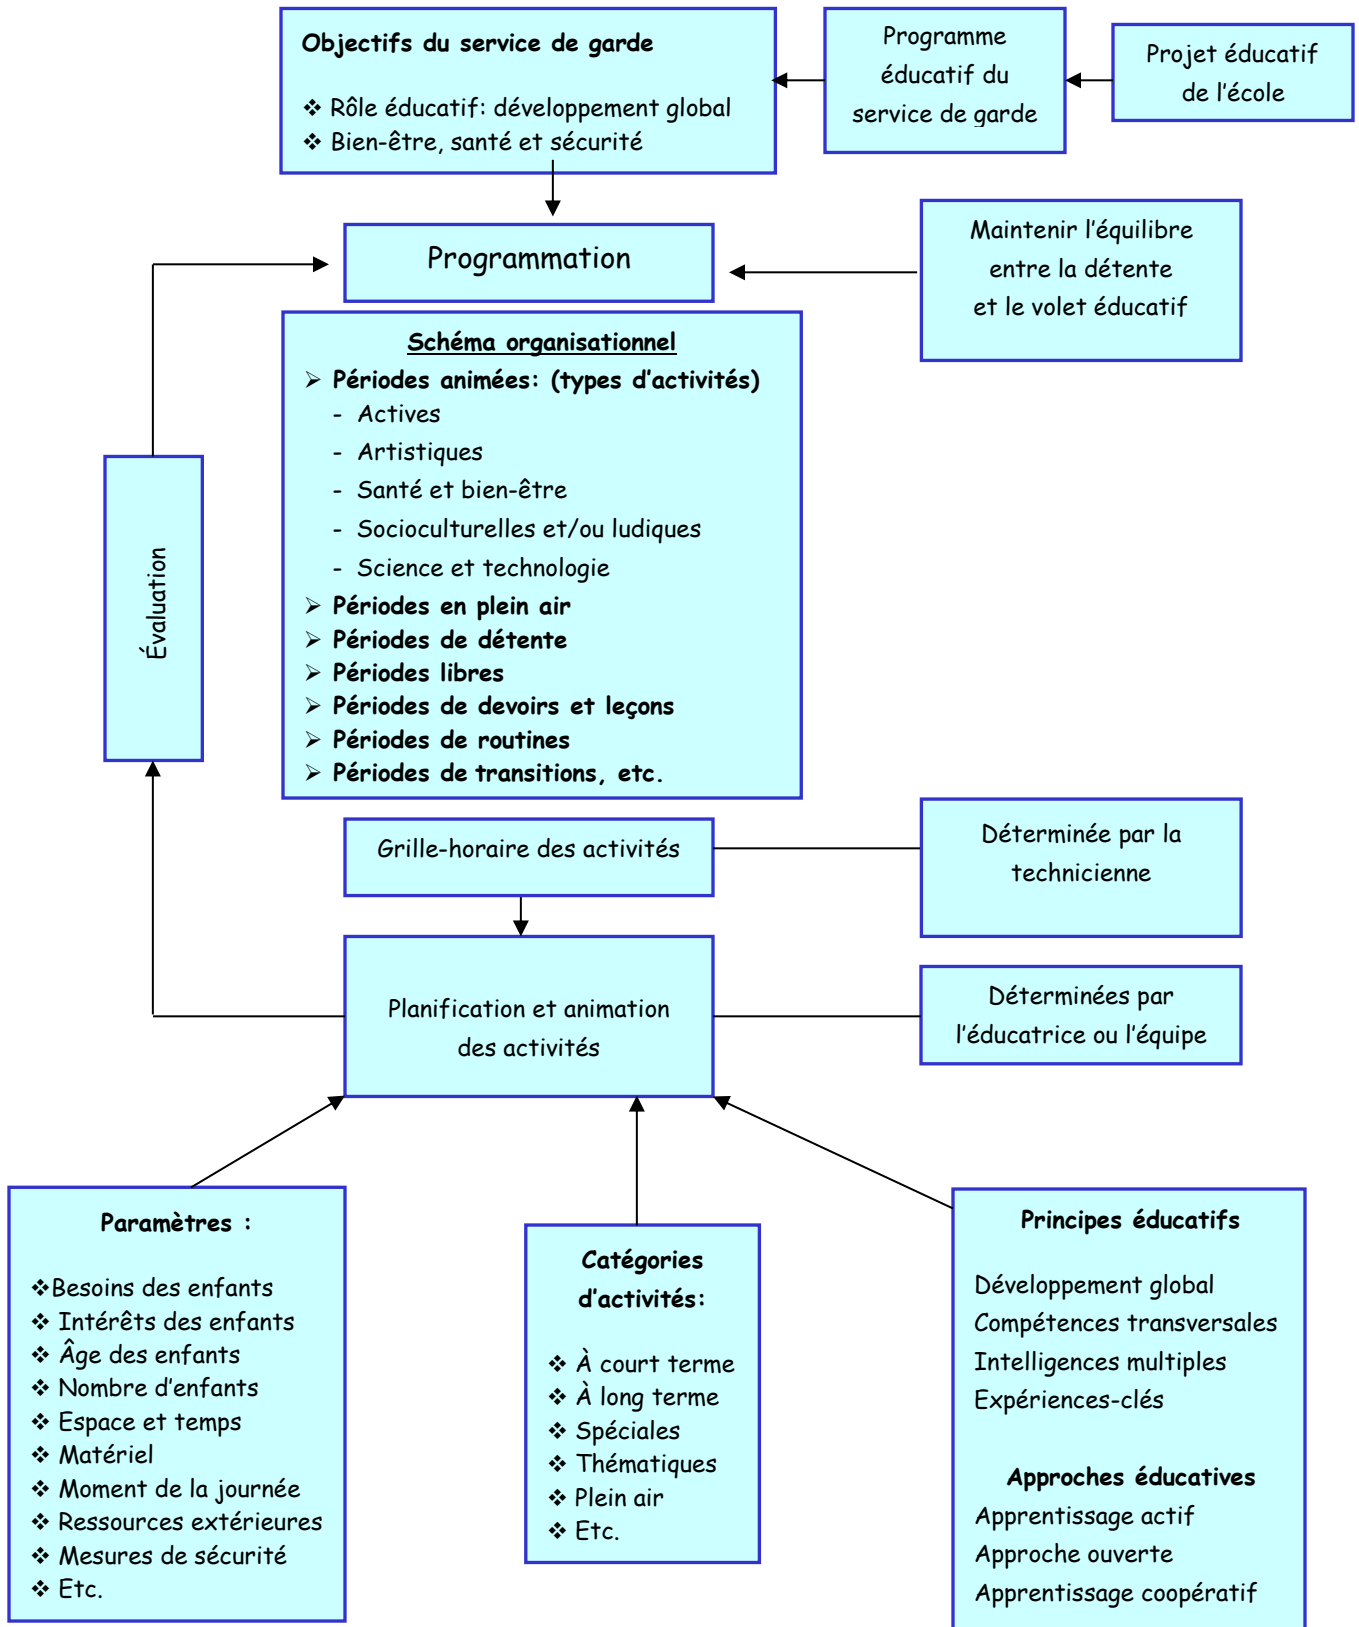 Objectifs du service de garde
❖ Rôle éducatif: développement global
❖ Bien-être, santé et sécurité
Programme
éducatif du
service de garde
Projet éducatif
de l’école
Programmation
Maintenir l’équilibre
entre la détente
et le volet éducatif
Schéma organisationnel
➢ Périodes animées: (types d’activités)
- Actives
- Artistiques
- Santé et bien-être
- Socioculturelles et/ou ludiques
- Science et technologie
➢ Périodes en plein air
➢ Périodes de détente
➢ Périodes libres
➢ Périodes de devoirs et leçons
➢ Périodes de routines
➢ Périodes de transitions, etc.
Évaluation
Grille-horaire des activités
Déterminée par la
technicienne
Planification et animation
des activités
Déterminées par
l’éducatrice ou l’équipe
Paramètres :
❖Besoins des enfants
❖ Intérêts des enfants
❖ Âge des enfants
❖ Nombre d’enfants
❖ Espace et temps
❖ Matériel
❖ Moment de la journée
❖ Ressources extérieures
❖ Mesures de sécurité
❖ Etc.
Catégories
d’activités:
❖ À court terme
❖ À long terme
❖ Spéciales
❖ Thématiques
❖ Plein air
❖ Etc.
Principes éducatifs
Développement global
Compétences transversales
Intelligences multiples
Expériences-clés
Approches éducatives
Apprentissage actif
Approche ouverte
Apprentissage coopératif